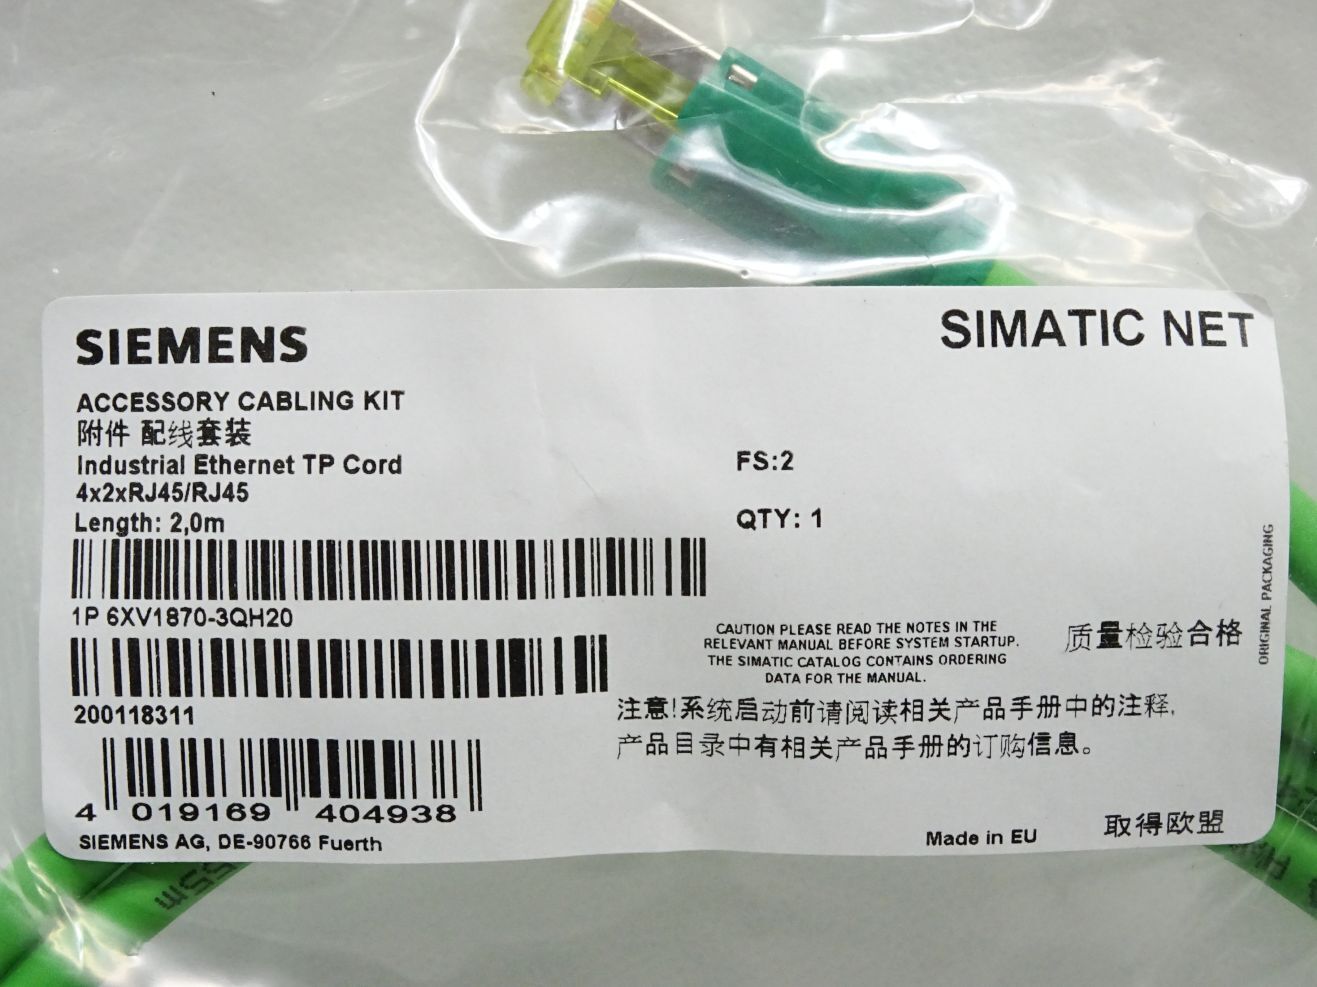 SIEMENS
SIMATIC NET
ACCESSORY CABLING KIT
附件 配线套装
Industrial Ethernet TP Cord
4x2xRJ45/RJ45
Length: 2,0m
FS:2
QTY: 1
1P 6XV1870-3QH20
200118311
4 019169 404938
SIEMENS AG, DE-90766 Fuerth
CAUTION PLEASE READ THE NOTES IN THE
RELEVANT MANUAL BEFORE SYSTEM STARTUP.
THE SIMATIC CATALOG CONTAINS ORDERING
DATA FOR THE MANUAL.
质量检验合格
注意!系统启动前请阅读相关产品手册中的注释,
产品目录中有相关产品手册的订购信息。
Made in EU
取得欧盟
ORIGINAL PACKAGING